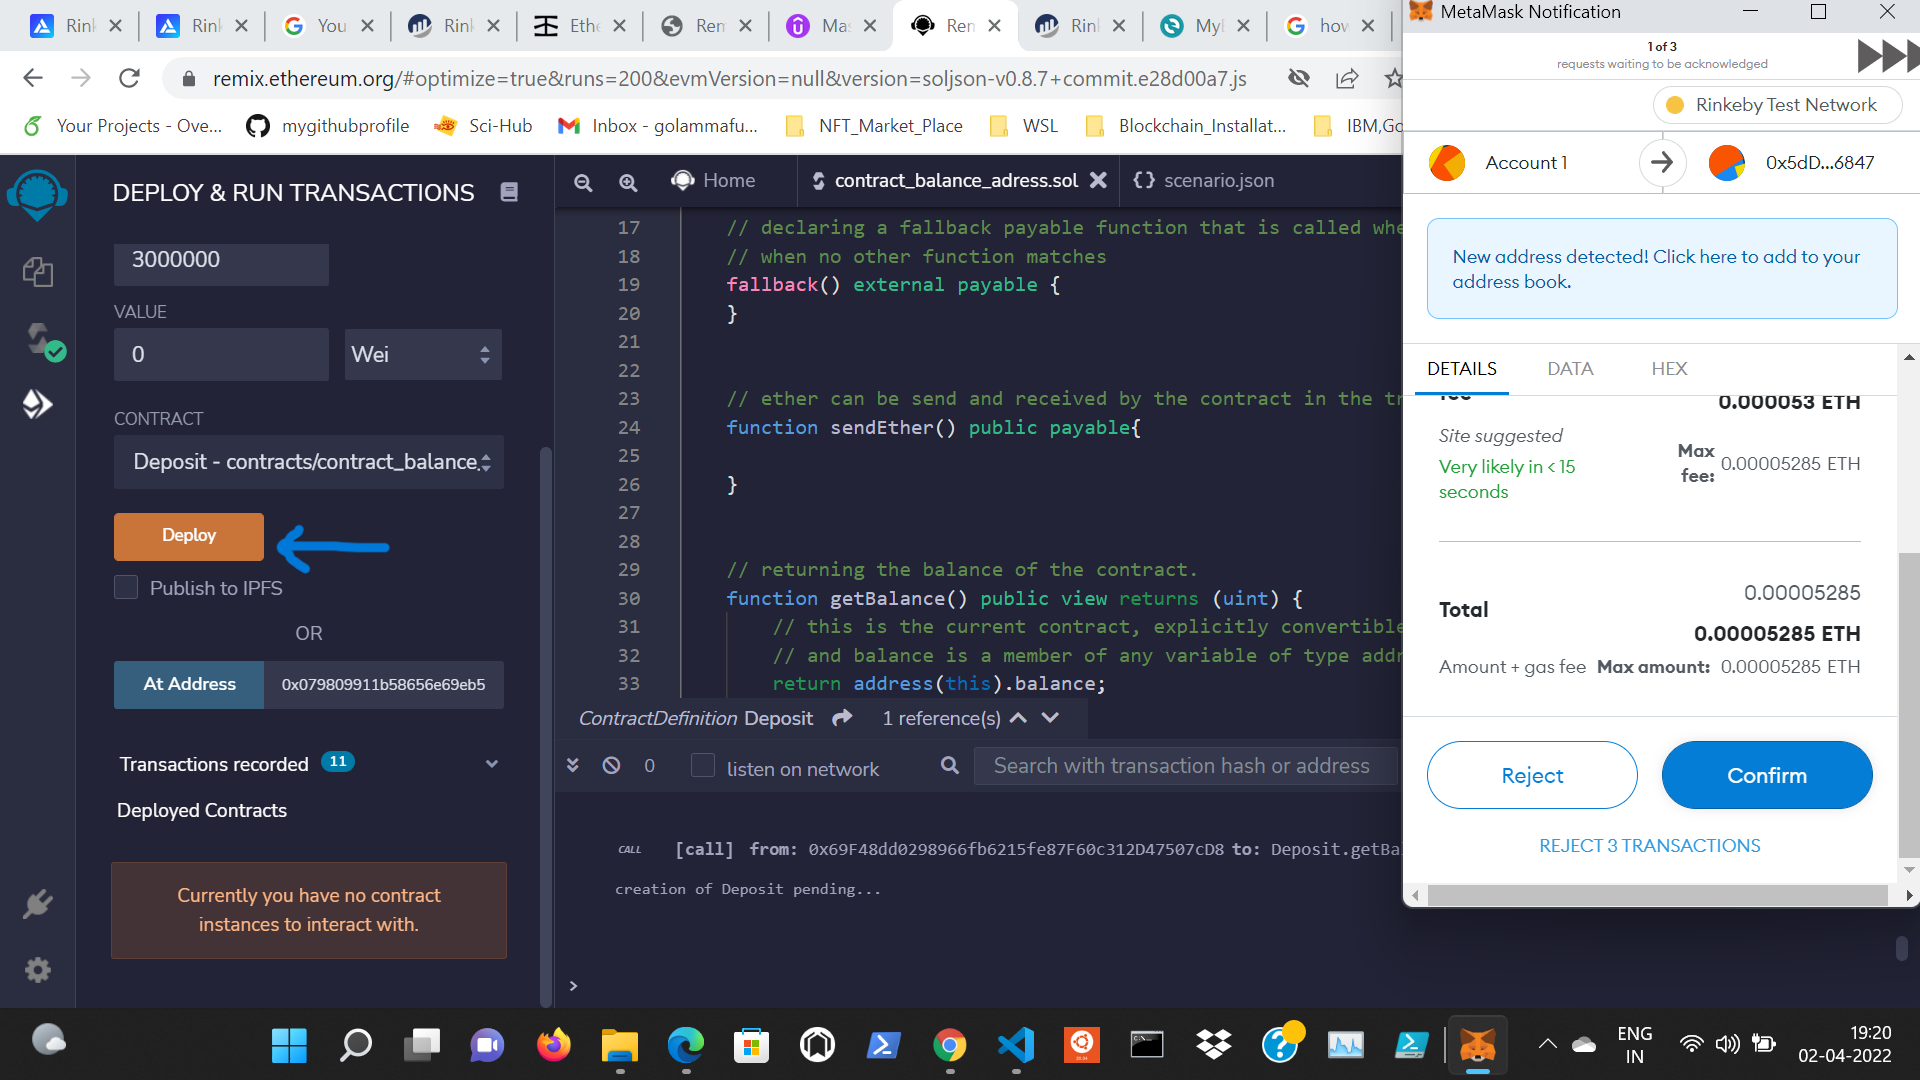 Rink
Rink
You
Rink
Ethe
Rem
Mas
Rem
Rink
MyE
how
remix.ethereum.org/#optimize=true&runs=200&evmVersion=null&version=soljson-v0.8.7+commit.e28d00a7.js
Your Projects - Ove...
mygithubprofile
Sci-Hub
Inbox - golammafu...
NFT_Market_Place
WSL
Blockchain_Installat...
IBM,Go
DEPLOY & RUN TRANSACTIONS
3000000
VALUE
0
Wei
CONTRACT
Deposit - contracts/contract_balance_
Deploy
Publish to IPFS
OR
At Address
0x079809911b58656e69eb5
Transactions recorded 11
Deployed Contracts
Currently you have no contract
instances to interact with.
Home
contract_balance_adress.sol
scenario.json
17 // declaring a fallback payable function that is called whe
18 // when no other function matches
19 fallback() external payable {
20 }
21
22
23 // ether can be send and received by the contract in the tr
24 function sendEther() public payable{
25
26 }
27
28
29 // returning the balance of the contract.
30 function getBalance() public view returns (uint) {
31 // this is the current contract, explicitly convertible
32 // and balance is a member of any variable of type addr
33 return address(this).balance;
ContractDefinition Deposit 1 reference(s)
0
listen on network
Search with transaction hash or address
CALL [call] from: 0x69F48dd0298966fb6215fe87F60c312D47507cD8 to: Deposit.getBa
creation of Deposit pending...
>
MetaMask Notification
1 of 3
requests waiting to be acknowledged
Rinkeby Test Network
Account 1
0x5dD...6847
New address detected! Click here to add to your
address book.
DETAILS DATA HEX
fee 0.000053 ETH
Site suggested
Very likely in < 15
seconds
Max
fee: 0.00005285 ETH
0.00005285
Total
0.00005285 ETH
Amount + gas fee Max amount: 0.00005285 ETH
Reject
Confirm
REJECT 3 TRANSACTIONS
ENG
IN
19:20
02-04-2022